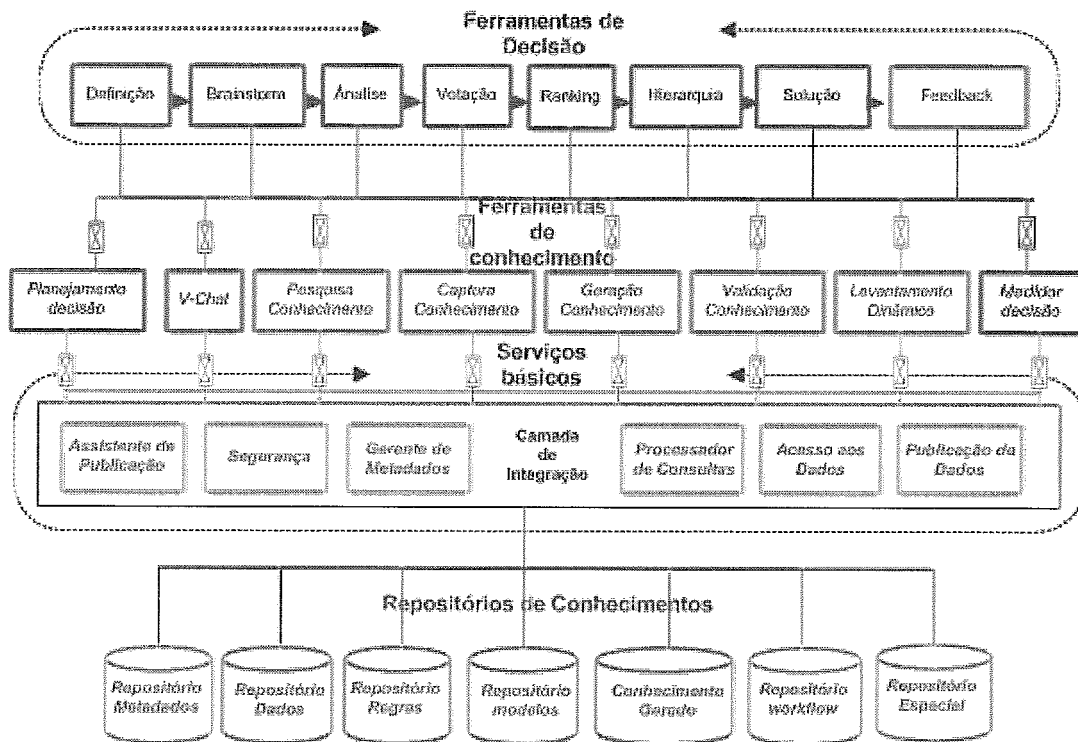 Ferramentas de
Decisão
Definição
Brainstorm
Análise
Votação
Ranking
Hierarquia
Solução
Feedback
Ferramentas
de
conhecimento
Planejamento
decisão
V-Chat
Pesquisa
Conhecimento
Captura
Conhecimento
Geração
Conhecimento
Validação
Conhecimento
Levantamento
Dinâmico
Medidor
decisão
Serviços
básicos
Assistente de
Publicação
Segurança
Gerente de
Metadados
Camada
de
Integração
Processador
de Consultas
Acesso aos
Dados
Publicação de
Dados
Repositórios de Conhecimentos
Repositório
Metadados
Repositório
Dados
Repositório
Regras
Repositório
modelos
Conhecimento
Gerado
Repositório
workflow
Repositório
Espacial